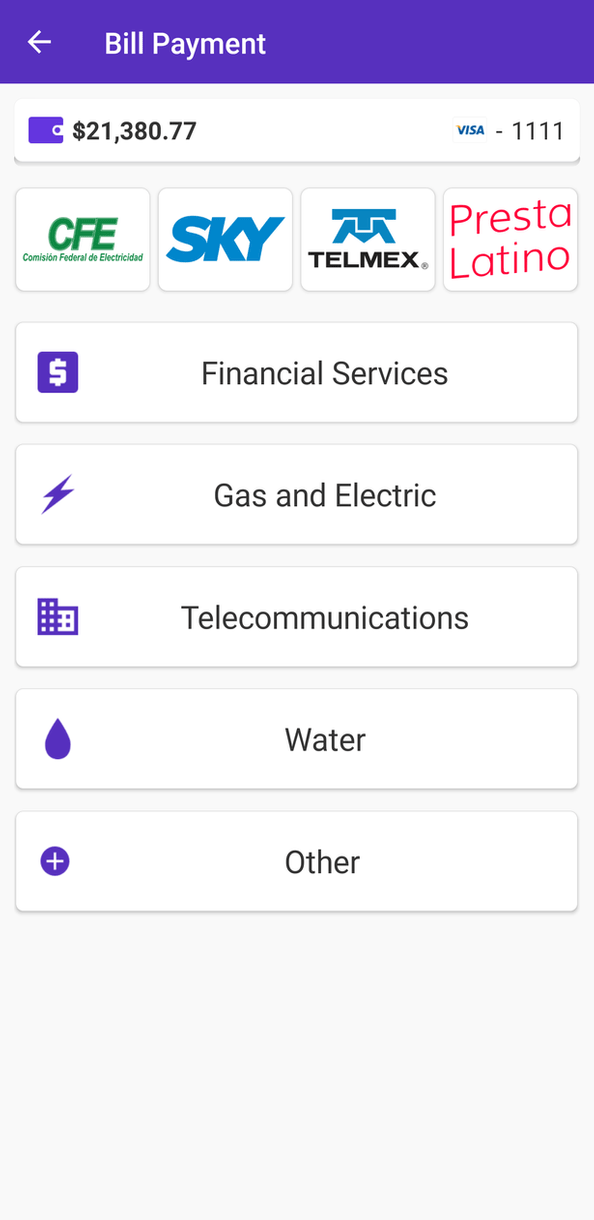 Bill Payment
$21,380.77
VISA - 1111
CFE
Comisión Federal de Electricidad
SKY
TELMEX®
Presta
Latino
Financial Services
Gas and Electric
Telecommunications
Water
Other